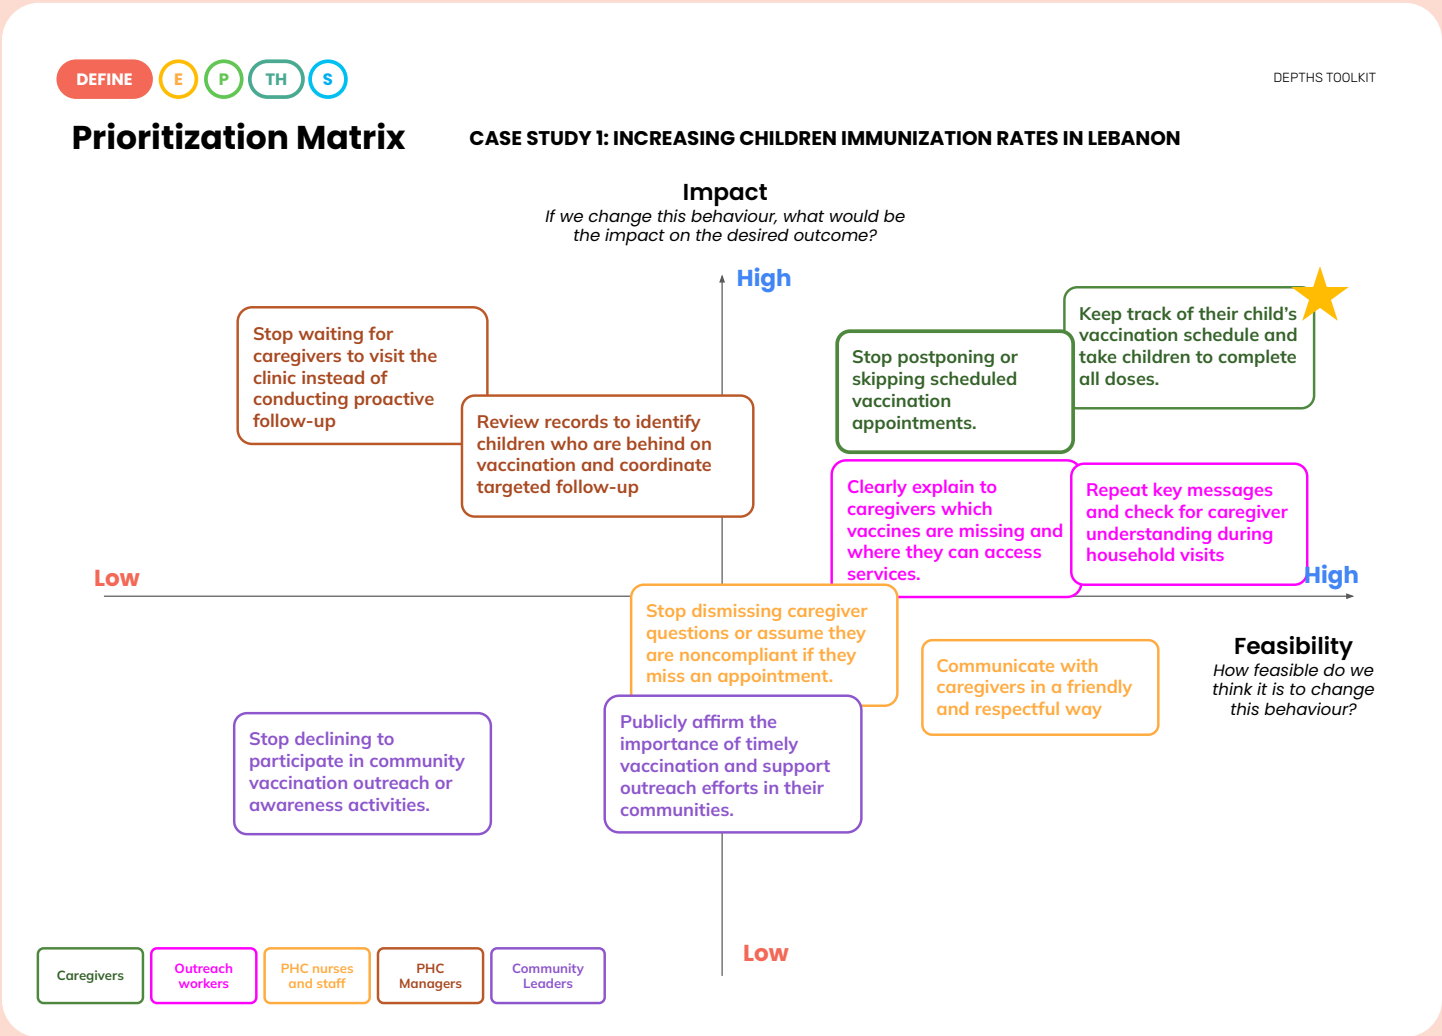 DEFINE E P TH S
DEPTHS TOOLKIT
Prioritization Matrix
CASE STUDY 1: INCREASING CHILDREN IMMUNIZATION RATES IN LEBANON
Impact
If we change this behaviour, what would be
the impact on the desired outcome?
High
Stop waiting for
caregivers to visit the
clinic instead of
conducting proactive
follow-up
Review records to identify
children who are behind on
vaccination and coordinate
targeted follow-up
Stop postponing or
skipping scheduled
vaccination
appointments.
Keep track of their child’s
vaccination schedule and
take children to complete
all doses.
Clearly explain to
caregivers which
vaccines are missing and
where they can access
services.
Repeat key messages
and check for caregiver
understanding during
household visits
Low
High
Stop dismissing caregiver
questions or assume they
are noncompliant if they
miss an appointment.
Communicate with
caregivers in a friendly
and respectful way
Feasibility
How feasible do we
think it is to change
this behaviour?
Stop declining to
participate in community
vaccination outreach or
awareness activities.
Publicly affirm the
importance of timely
vaccination and support
outreach efforts in their
communities.
Low
Caregivers
Outreach
workers
PHC nurses
and staff
PHC
Managers
Community
Leaders